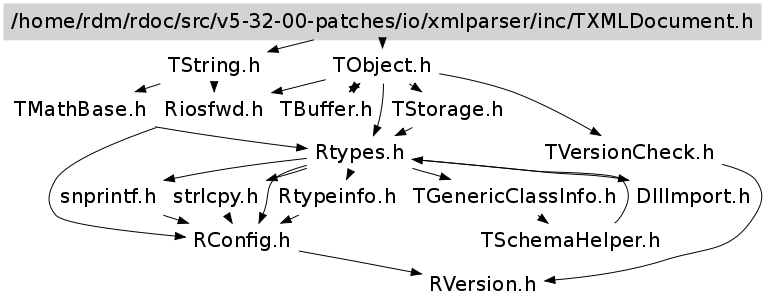 /home/rdm/rdoc/src/v5-32-00-patches/io/xmlparser/inc/TXMLDocument.h
TString.h
TObject.h
TMathBase.h
Riosfwd.h
TBuffer.h
TStorage.h
Rtypes.h
TVersionCheck.h
snprintf.h
strlcpy.h
Rtypeinfo.h
TGenericClassInfo.h
DllImport.h
RConfig.h
TSchemaHelper.h
RVersion.h